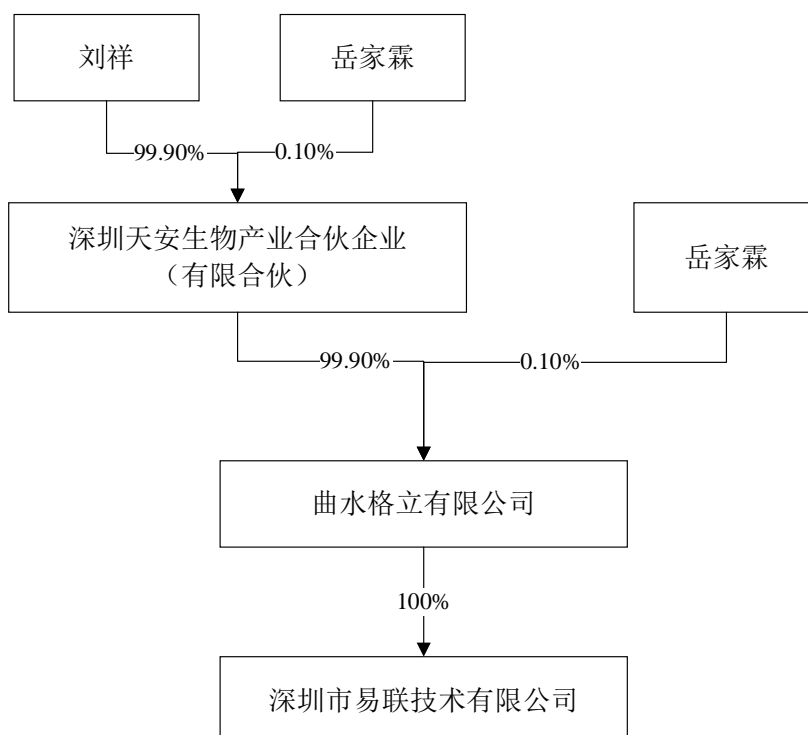 刘祥
岳家霖
99.90%
0.10%
深圳天安生物产业合伙企业
（有限合伙）
岳家霖
99.90%
0.10%
曲水格立有限公司
100%
深圳市易联技术有限公司